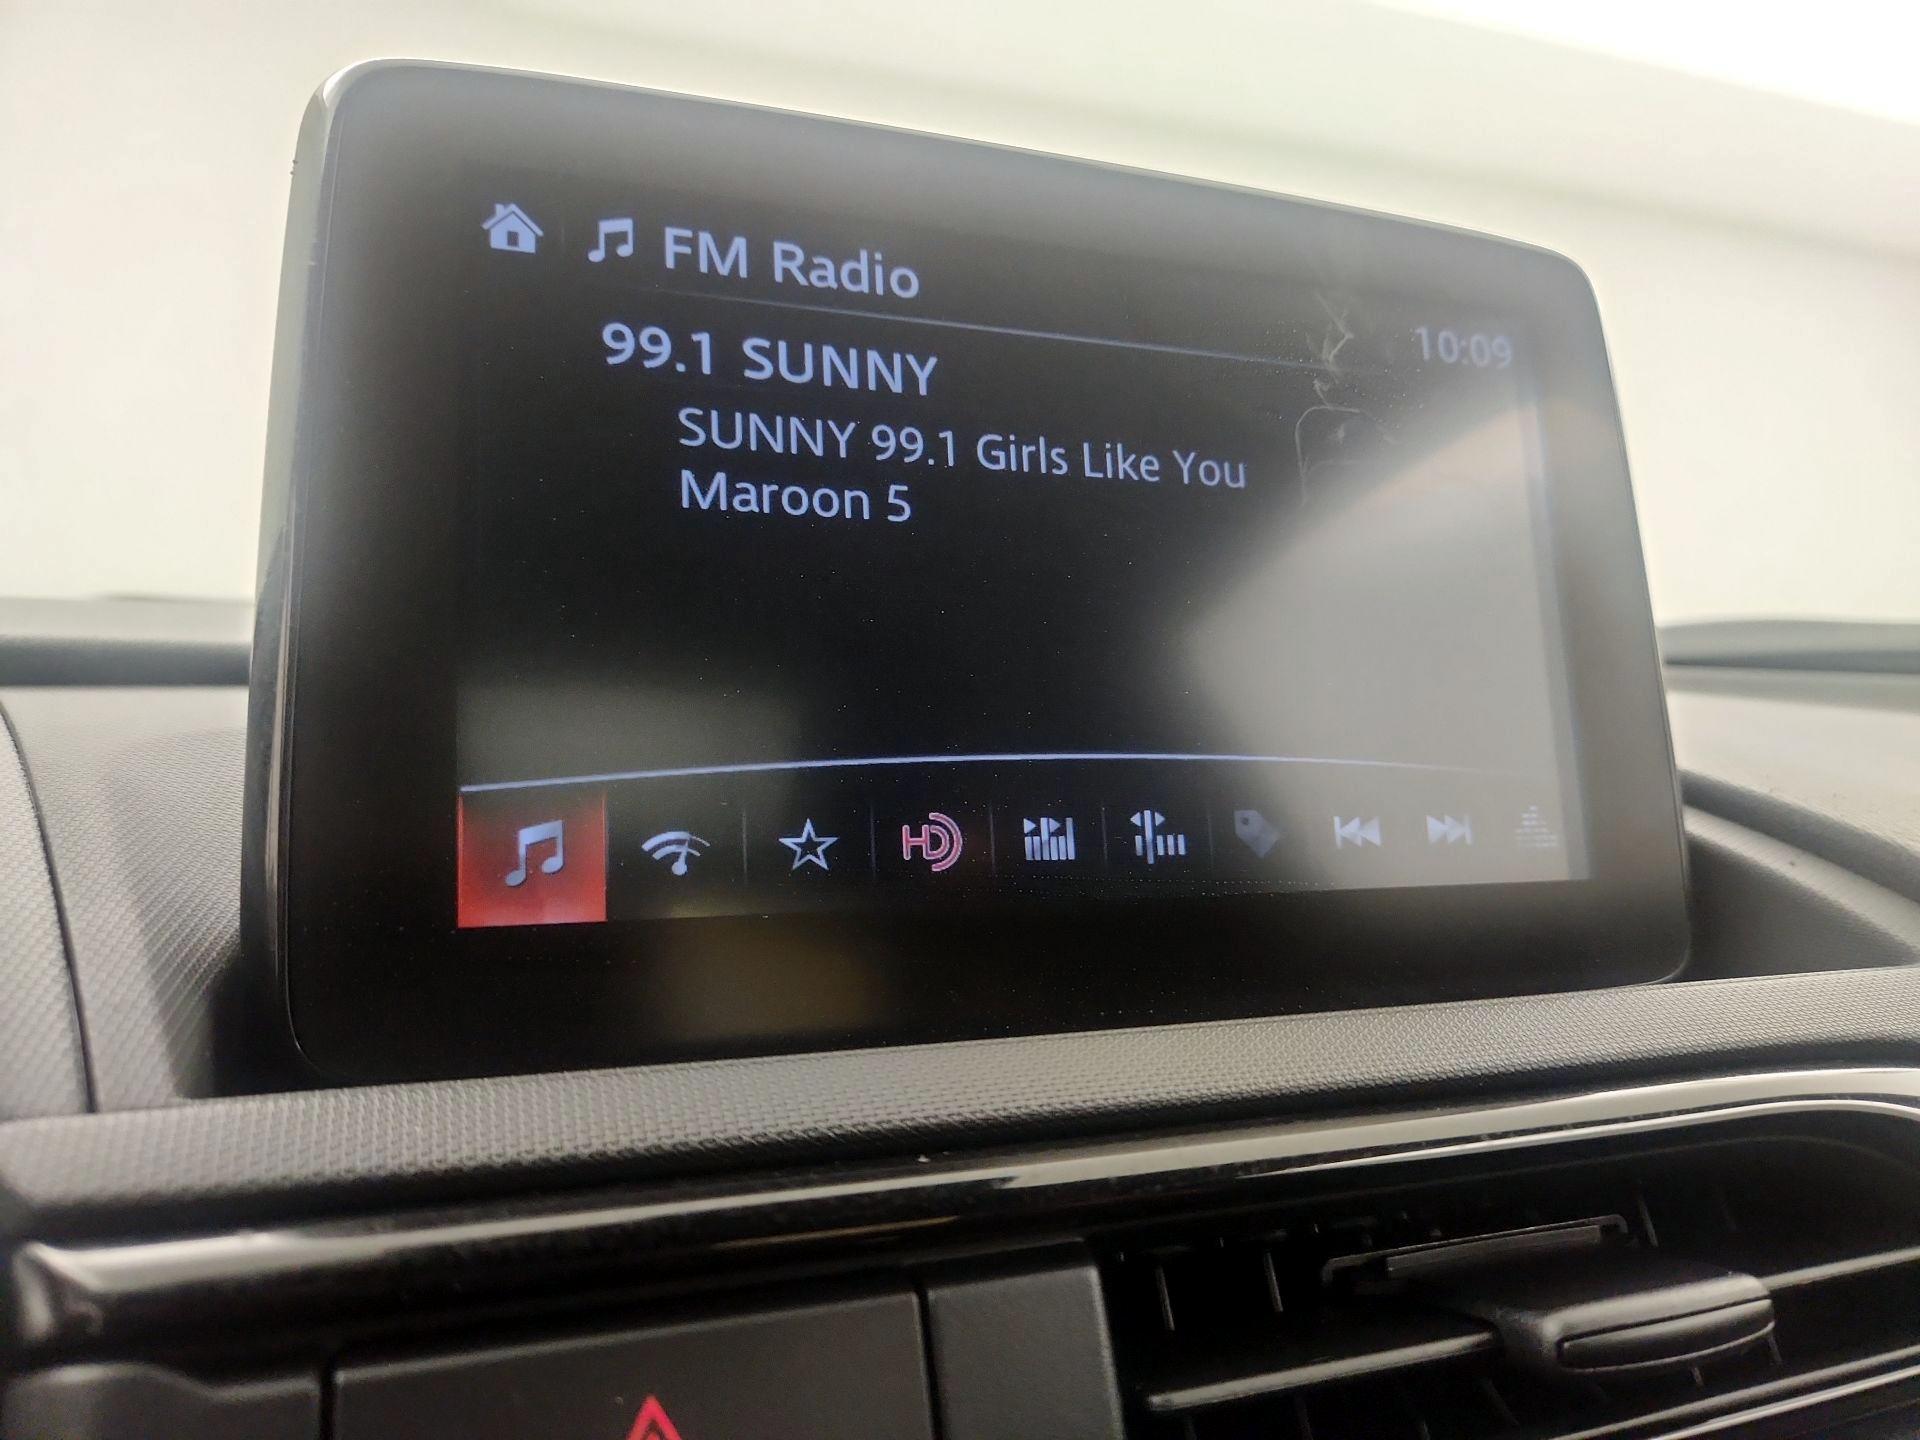 FM Radio
10:09
99.1 SUNNY
SUNNY 99.1 Girls Like You
Maroon 5
HD